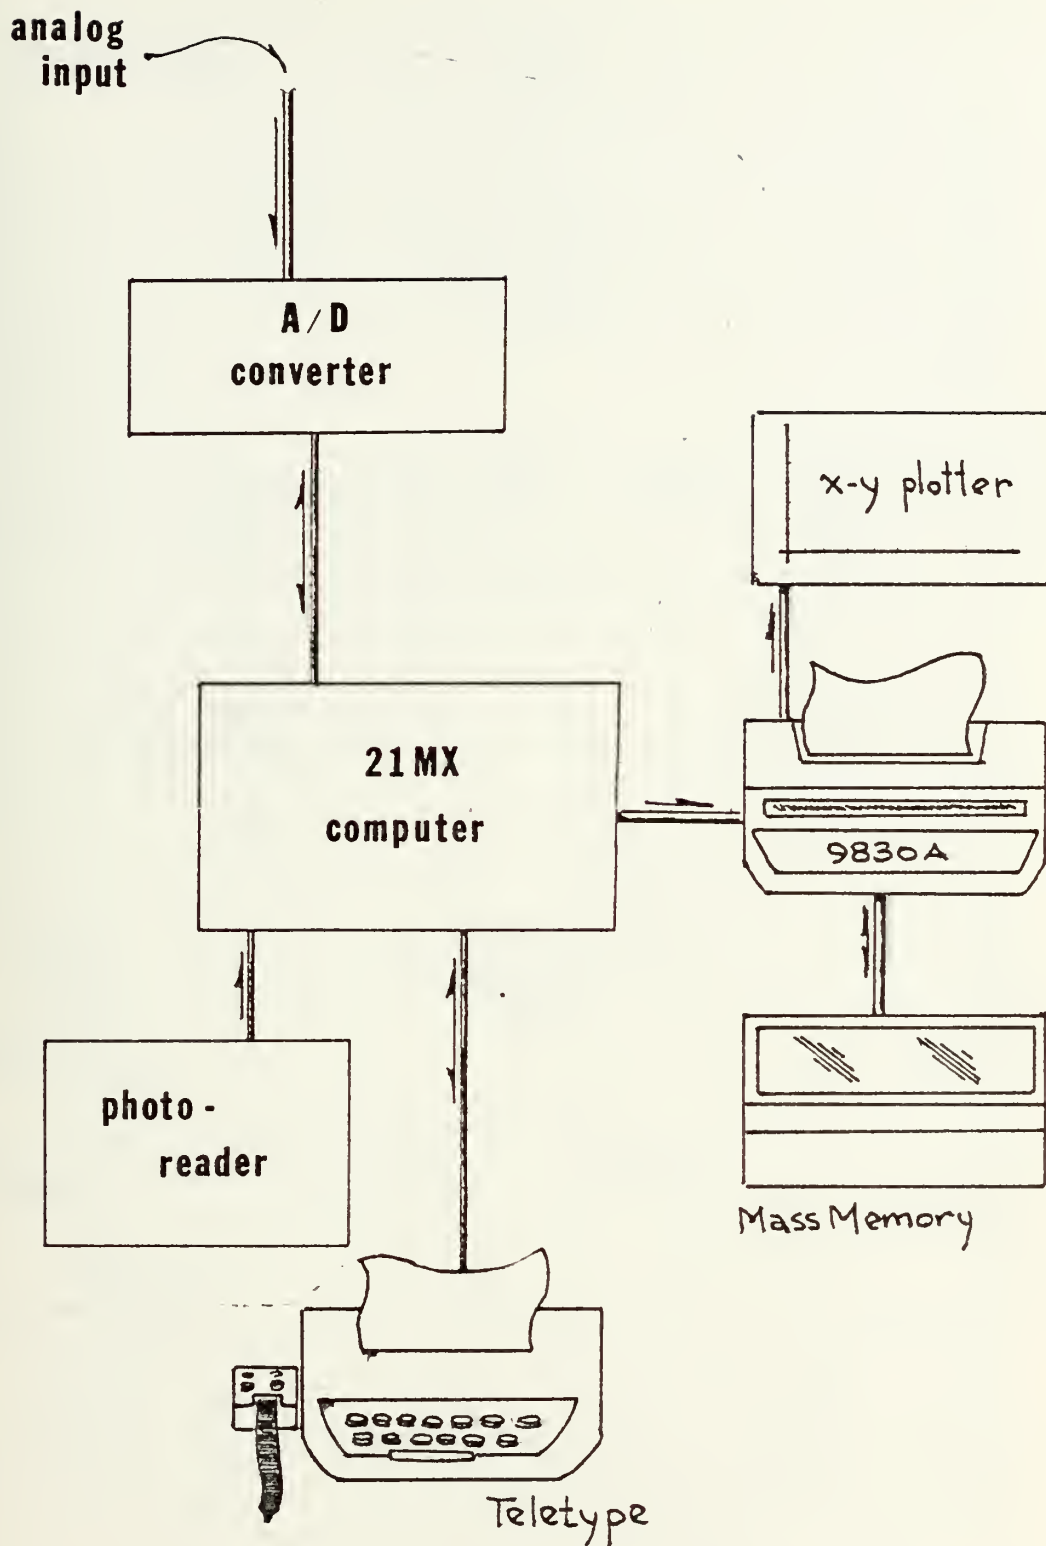 analog
input
A/D
converter
x-y plotter
21MX
computer
9830A
photo-
reader
Mass Memory
Teletype